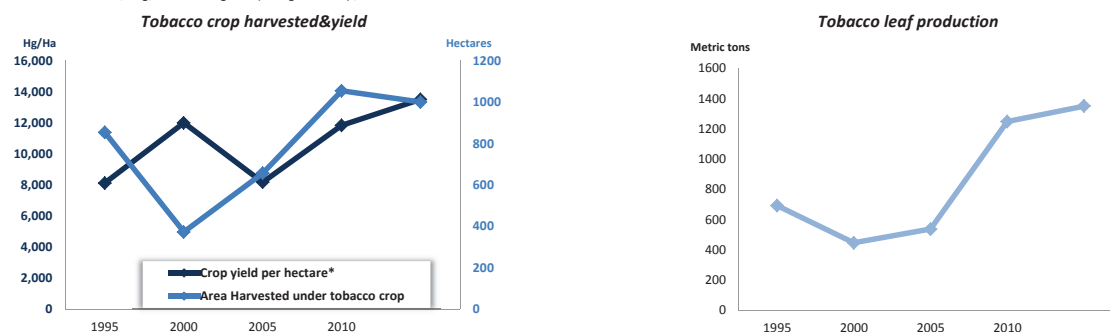 Tobacco crop harvested&yield
Hg/Ha
Hectares
16,000
14,000
12,000
10,000
8,000
6,000
4,000
2,000
0
1200
1000
800
600
400
200
0
Crop yield per hectare*
Area Harvested under tobacco crop
1995 2000 2005 2010
Tobacco leaf production
Metric tons
1600
1400
1200
1000
800
600
400
200
0
1995 2000 2005 2010